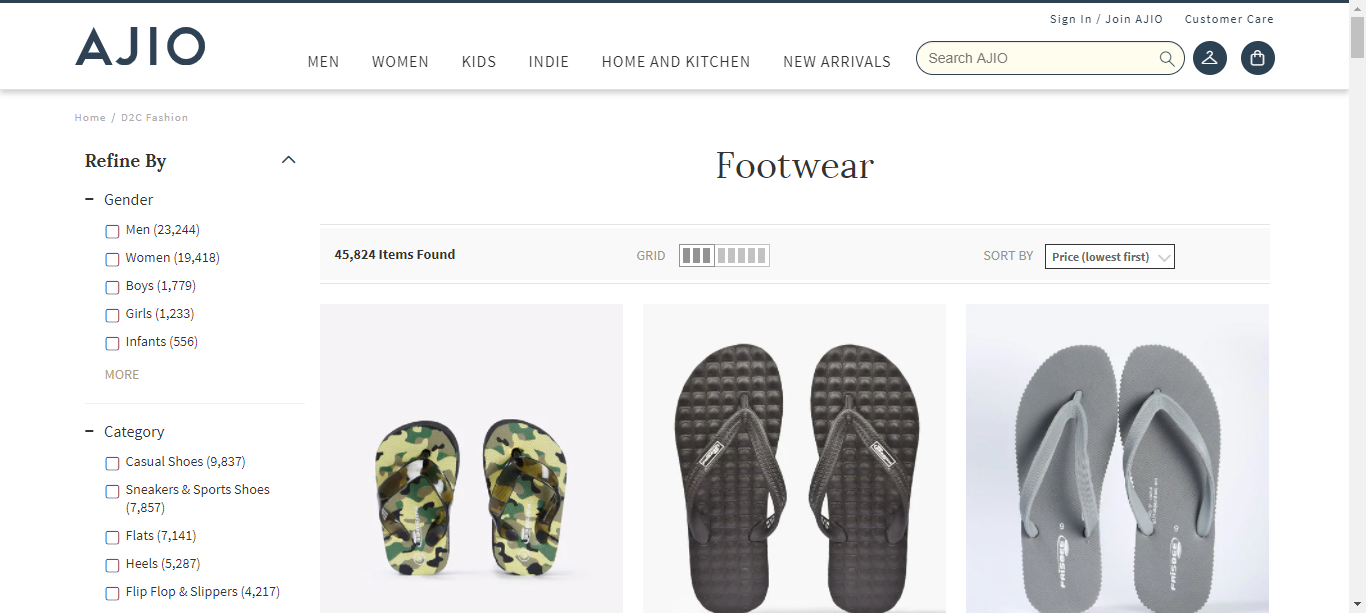 Sign In / Join AJIO Customer Care
AJIO
MEN WOMEN KIDS INDIE HOME AND KITCHEN NEW ARRIVALS
Search AJIO
Home / D2C Fashion
Refine By
Gender
Men (23,244)
Women (19,418)
Boys (1,779)
Girls (1,233)
Infants (556)
MORE
Category
Casual Shoes (9,837)
Sneakers & Sports Shoes
(7,857)
Flats (7,141)
Heels (5,287)
Flip Flop & Slippers (4,217)
Footwear
45,824 Items Found
GRID
SORT BY Price (lowest first)